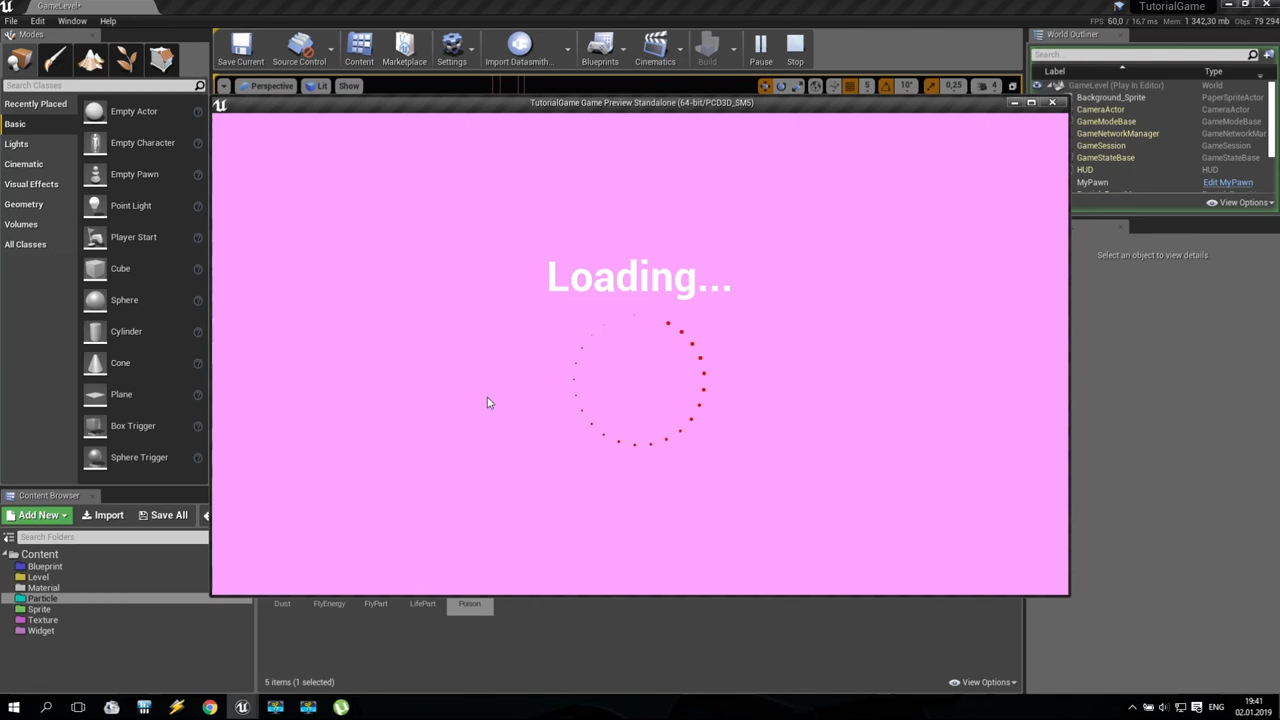 GameLevel*
TutorialGame
File Edit Window Help
FPS: 60,0 / 16,7 ms Mem: 1 342,30 mb Objs: 79 294
Modes
Search Classes
Recently Placed
Basic
Lights
Cinematic
Visual Effects
Geometry
Volumes
All Classes
Empty Actor
Empty Character
Empty Pawn
Point Light
Player Start
Cube
Sphere
Cylinder
Cone
Plane
Box Trigger
Sphere Trigger
Save Current Source Control Content Marketplace Settings Import Datasmith... Blueprints Cinematics Build Pause Stop
Perspective Lit Show 5 10° 0,25 4
TutorialGame Game Preview Standalone (64-bit/PCD3D_SM5)
Loading...
World Outliner
Search...
Label Type
GameLevel (Play In Editor) World
Background_Sprite PaperSpriteActor
CameraActor CameraActor
GameModeBase GameModeBase
GameNetworkManager GameNetworkMar
GameSession GameSession
GameStateBase GameStateBase
HUD HUD
MyPawn Edit MyPawn
View Options
Select an object to view details.
Content Browser
Add New Import Save All
Search Folders
Content
Blueprint
Level
Material
Particle
Sprite
Texture
Widget
Dust FlyEnergy FlyPart LifePart Poison
5 items (1 selected)
View Options
ENG
19:41
02.01.2019